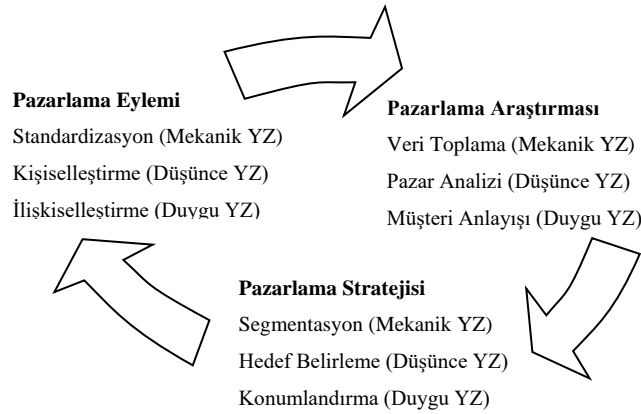 Pazarlama Eylemi
Standardizasyon (Mekanik YZ)
Kişiselleştirme (Düşünce YZ)
İlişkiselleştirme (Duygu YZ)
Pazarlama Araştırması
Veri Toplama (Mekanik YZ)
Pazar Analizi (Düşünce YZ)
Müşteri Anlayışı (Duygu YZ)
Pazarlama Stratejisi
Segmentasyon (Mekanik YZ)
Hedef Belirleme (Düşünce YZ)
Konumlandırma (Duygu YZ)